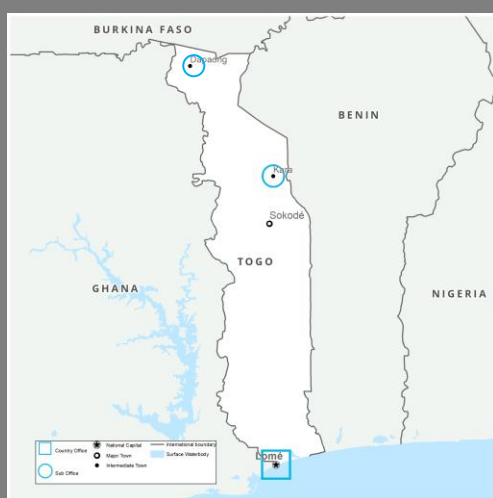 BURKINA FASO
Dapaong
BENIN
Kara
Sokodé
TOGO
GHANA
NIGERIA
Lomé
Country Office
National Capital
International boundary
Major Town
Surface Waterbody
Sub Office
Intermediate Town